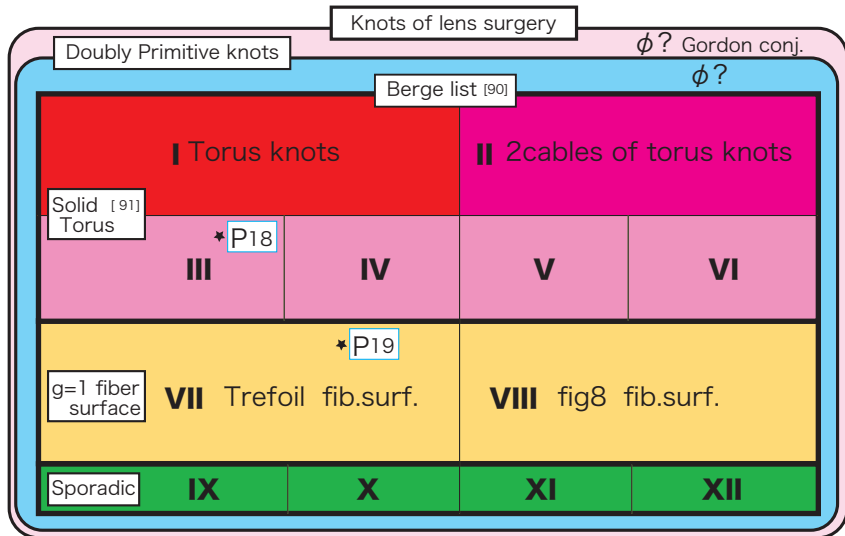 Knots of lens surgery
ϕ? Gordon conj.
Doubly Primitive knots
ϕ?
Berge list [90]
I Torus knots
II 2cables of torus knots
Solid [91]
Torus
★P18
III
IV
V
VI
★P19
g=1 fiber
surface
VII Trefoil fib.surf.
VIII fig8 fib.surf.
Sporadic
IX
X
XI
XII